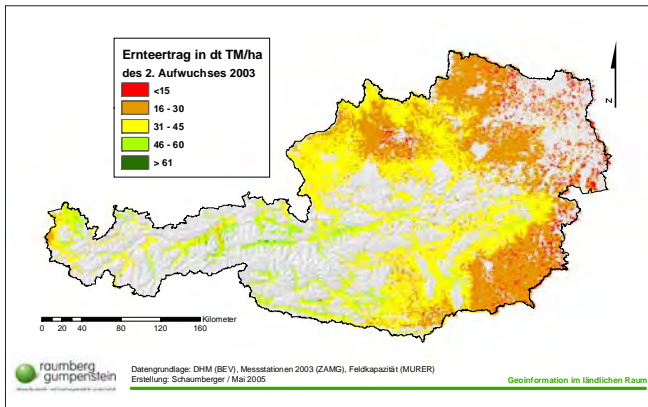 Ernteertrag in dt TM/ha
des 2. Aufwuchses 2003
<15
16 - 30
31 - 45
46 - 60
> 61
N
0 10 20 40 80 120 160
Kilometer
raumberg
gumpenstein
Datengrundlage: DHM (BEV), Messstationen 2003 (ZAMG), Feldkapazität (MURER)
Erstellung: Schaumberger / Mai 2005
Geoinformation im ländlichen Raum